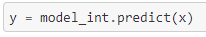 y = model_int.predict(x)